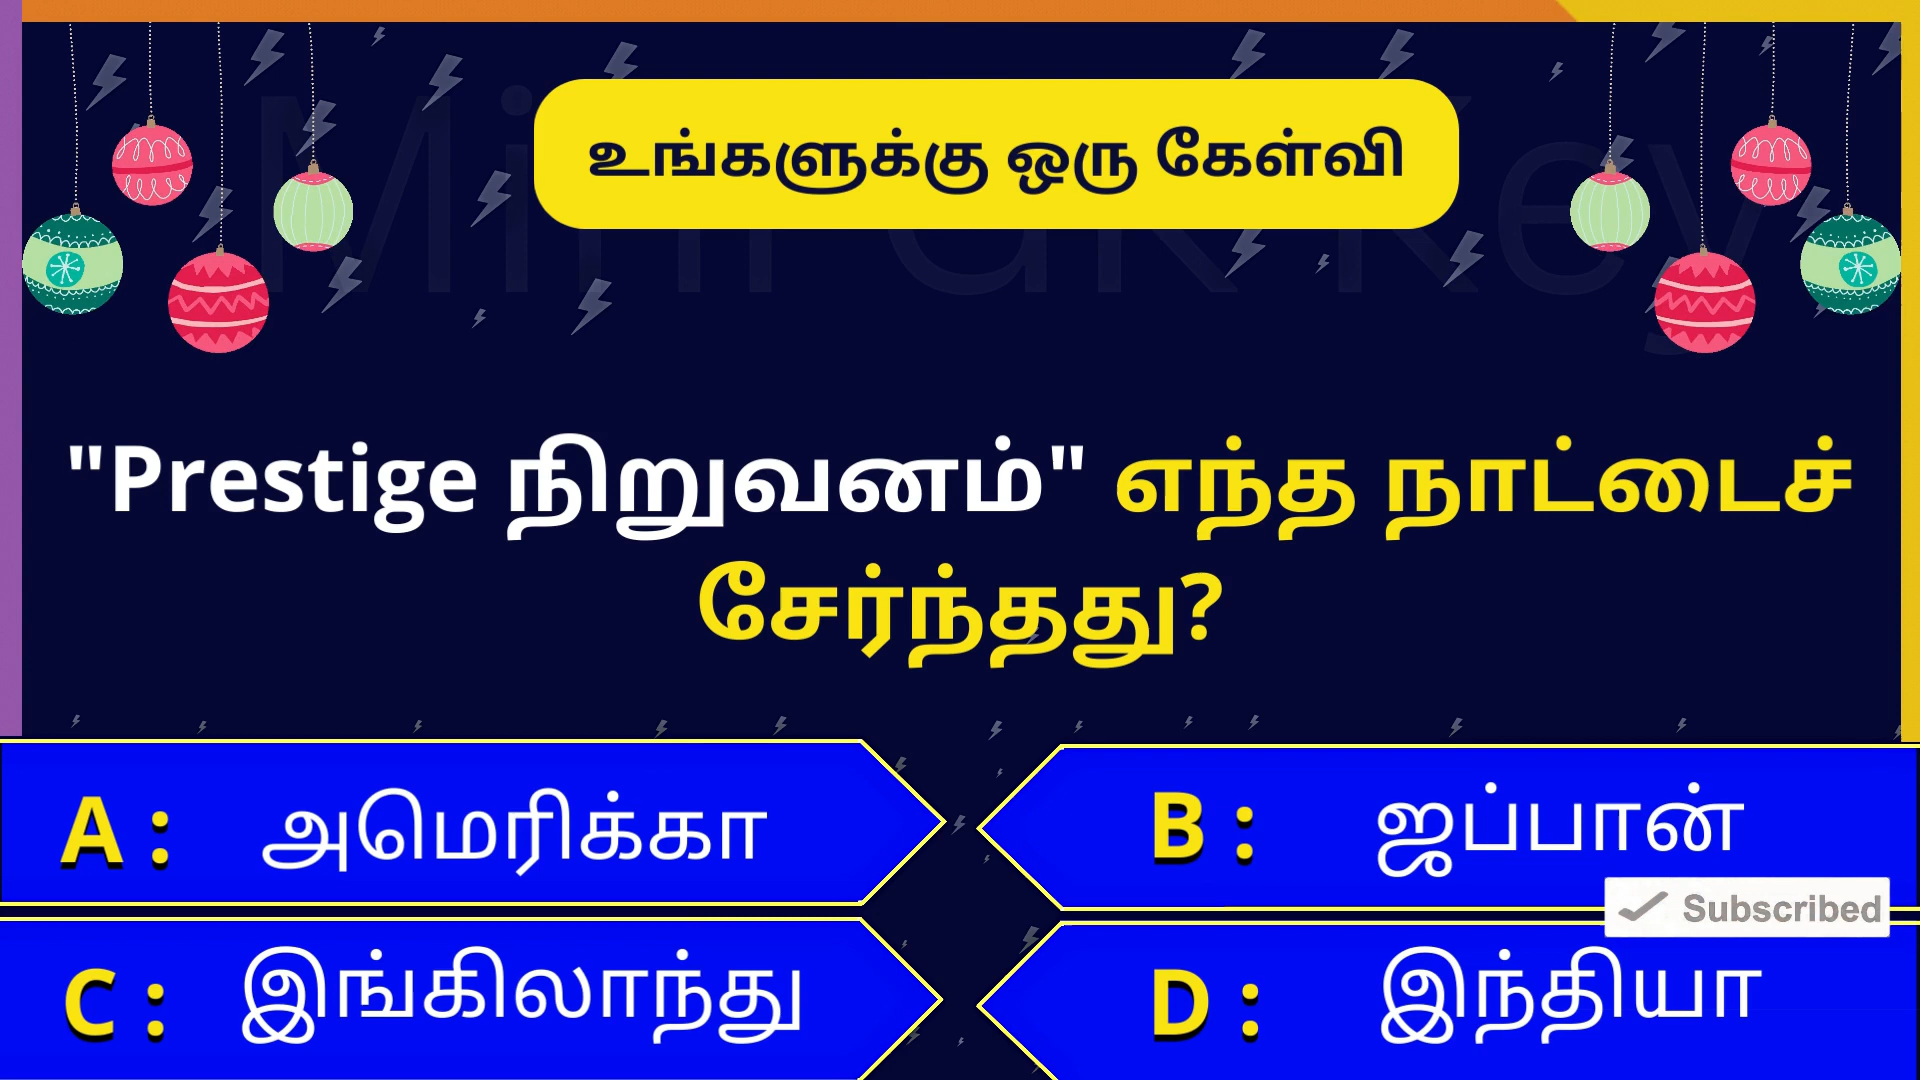 உங்களுக்கு ஒரு கேள்வி
"Prestige நிறுவனம்" எந்த நாட்டைச்
சேர்ந்தது?
A : அமெரிக்கா
B : ஜப்பான்
Subscribed
C : இங்கிலாந்து
D : இந்தியா